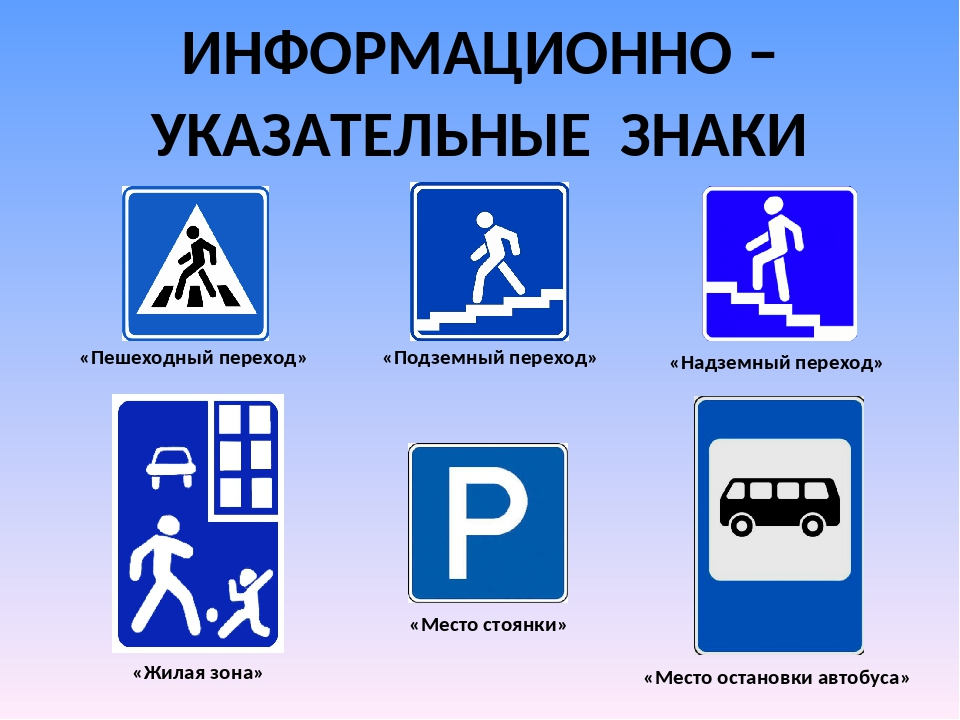 ИНФОРМАЦИОННО –
УКАЗАТЕЛЬНЫЕ ЗНАКИ
«Пешеходный переход»
«Подземный переход»
«Надземный переход»
P
«Жилая зона»
«Место стоянки»
«Место остановки автобуса»